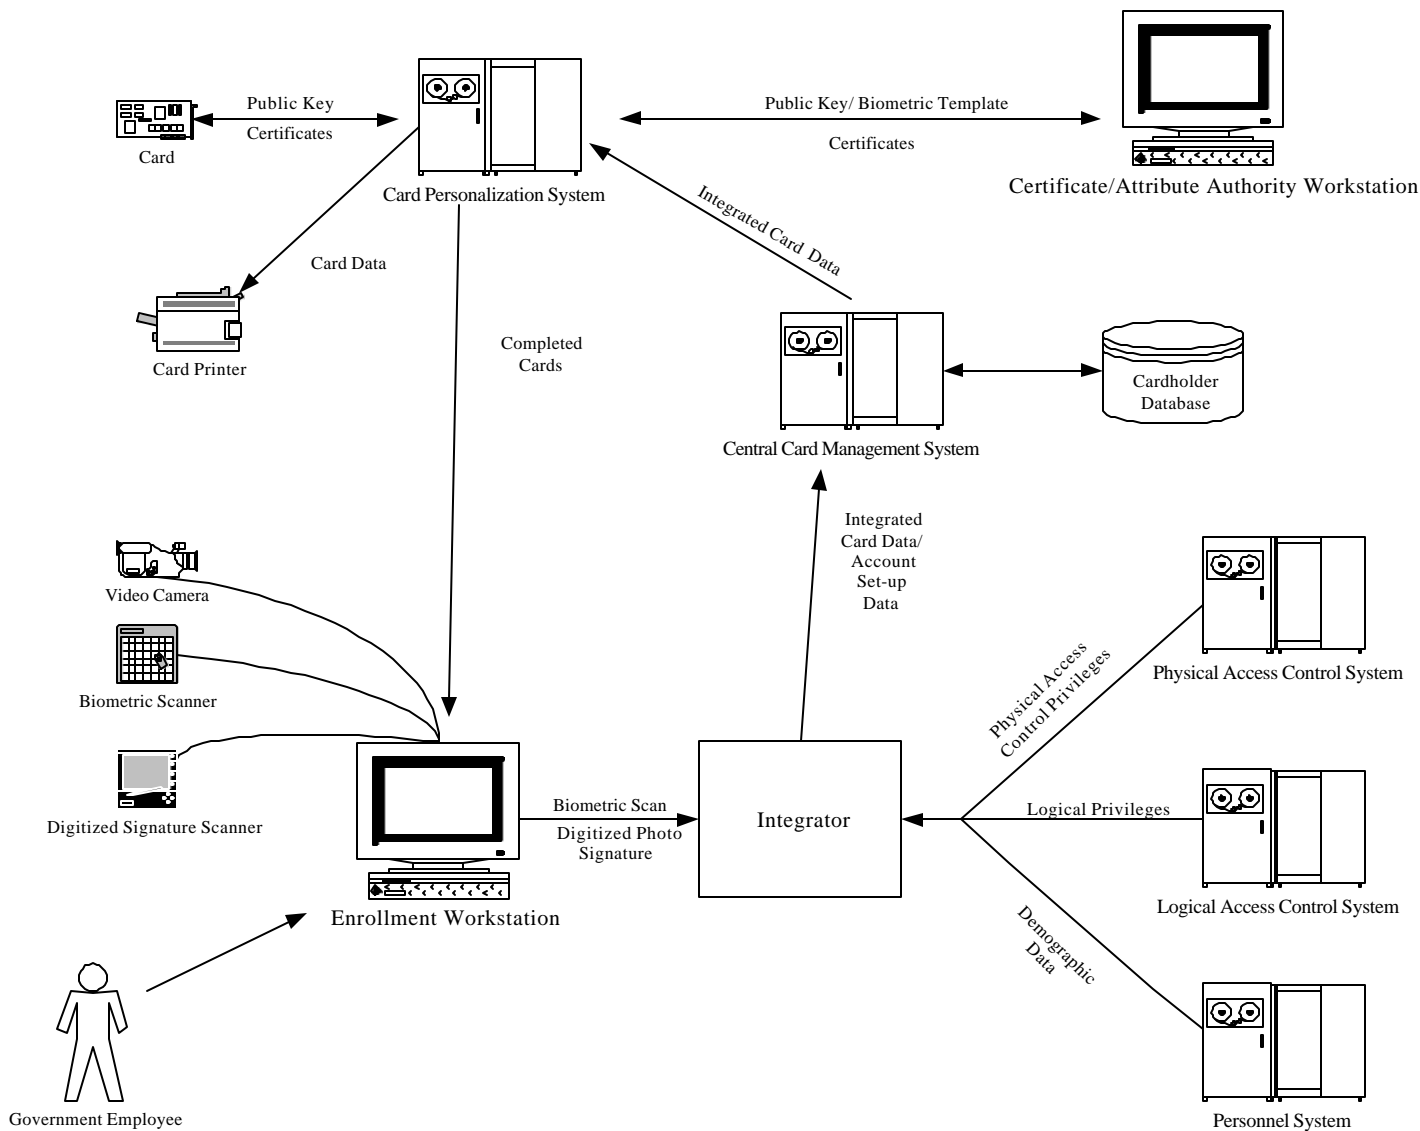 Public Key
Certificates
Card
Card Personalization System
Public Key/ Biometric Template
Certificates
Certificate/Attribute Authority Workstation
Integrated Card Data
Card Data
Card Printer
Completed
Cards
Cardholder
Database
Central Card Management System
Integrated
Card Data/
Account
Set-up
Data
Video Camera
Biometric Scanner
Digitized Signature Scanner
Physical Access
Control Privileges
Physical Access Control System
Biometric Scan
Digitized Photo
Signature
Integrator
Logical Privileges
Logical Access Control System
Enrollment Workstation
Demographic
Data
Government Employee
Personnel System